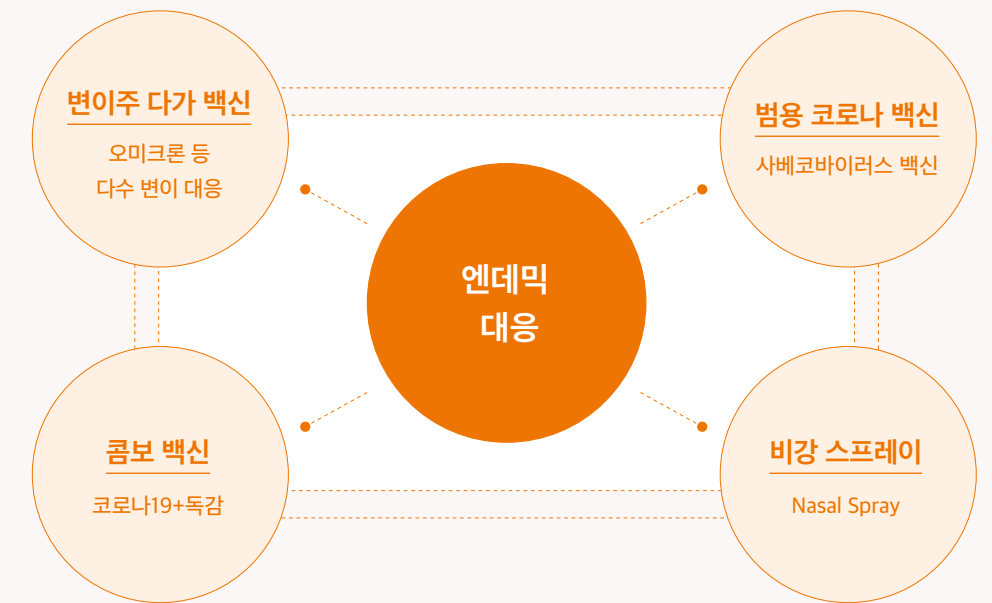 변이주 다가 백신
오미크론 등
다수 변이 대응
범용 코로나 백신
사베코바이러스 백신
엔데믹
대응
콤보 백신
코로나19+독감
비강 스프레이
Nasal Spray